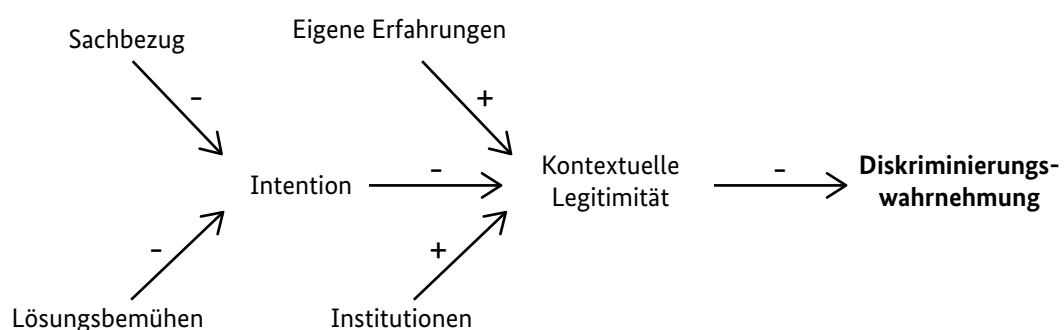 Sachbezug
Eigene Erfahrungen
-
+
Intention
-
Kontextuelle
Legitimität
-
Diskriminierungs-
wahrnehmung
-
+
Lösungsbemühen
Institutionen